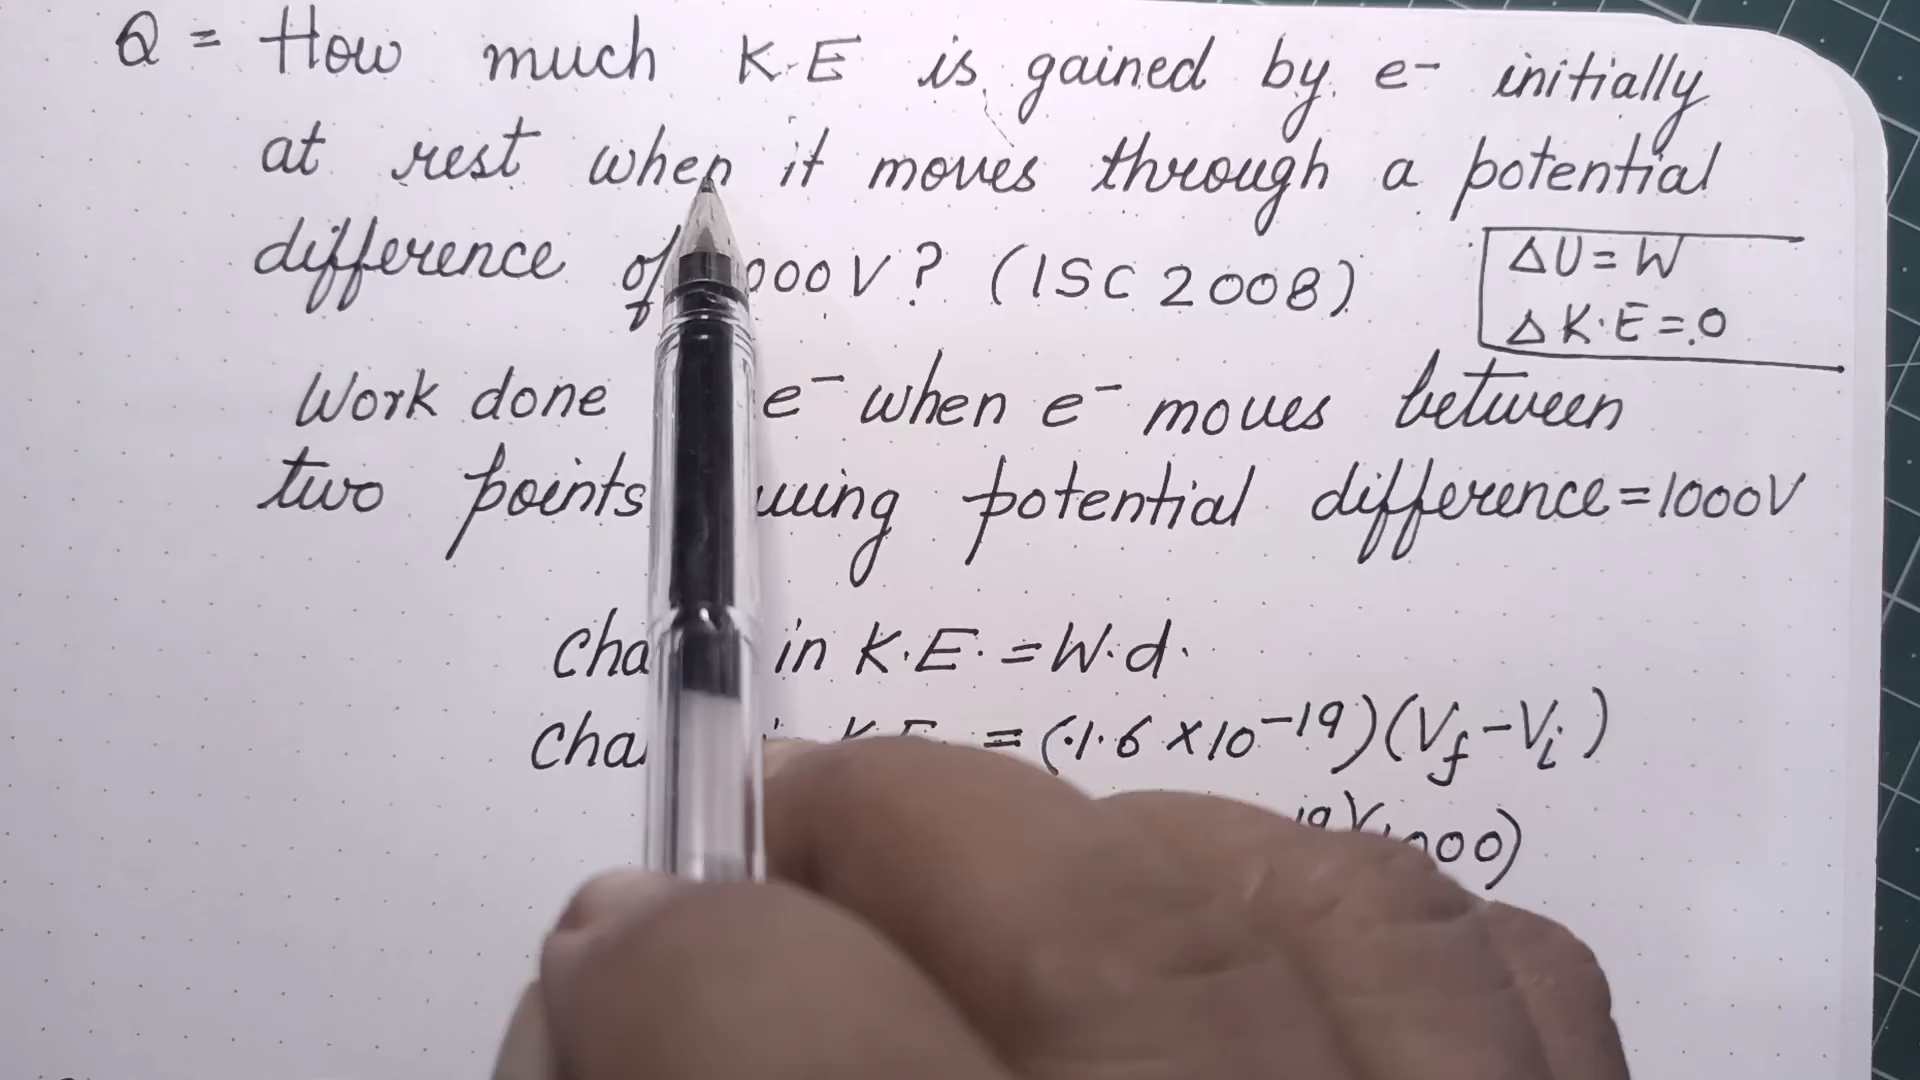 Q = How much K.E is gained by e- initially
at rest when it moves through a potential
difference of 000V? (ISC 2008)
ΔU = W
ΔK.E = 0
Work done e- when e- moves between
two points potential difference = 1000V
in K.E. = W.d.
= (1.6 × 10-19)(Vf - Vi)
000)